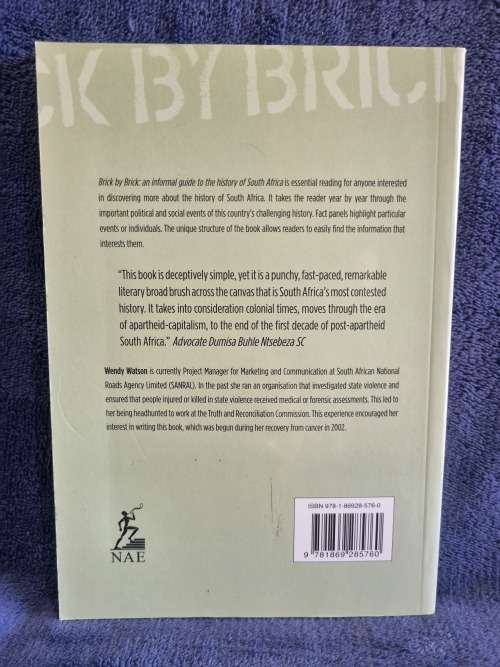 CK BY BRICK
Brick by Brick: an informal guide to the history of South Africa is essential reading for anyone interested
in discovering more about the history of South Africa. It takes the reader year by year through the
important political and social events of this country's challenging history. Fact panels highlight particular
events or individuals. The unique structure of the book allows readers to easily find the information that
interests them.
"This book is deceptively simple, yet it is a punchy, fast-paced, remarkable
literary broad brush across the canvas that is South Africa's most contested
history. It takes into consideration colonial times, moves through the era
of apartheid-capitalism, to the end of the first decade of post-apartheid
South Africa." Advocate Dumisa Buhle Ntsebeza SC
Wendy Watson is currently Project Manager for Marketing and Communication at South African National
Roads Agency Limited (SANRAL). In the past she ran an organisation that investigated state violence and
ensured that people injured or killed in state violence received medical or forensic assessments. This led to
her being headhunted to work at the Truth and Reconciliation Commission. This experience encouraged her
interest in writing this book, which was begun during her recovery from cancer in 2002.
NAE
ISBN 978-1-86928-576-0
9 781869 285760